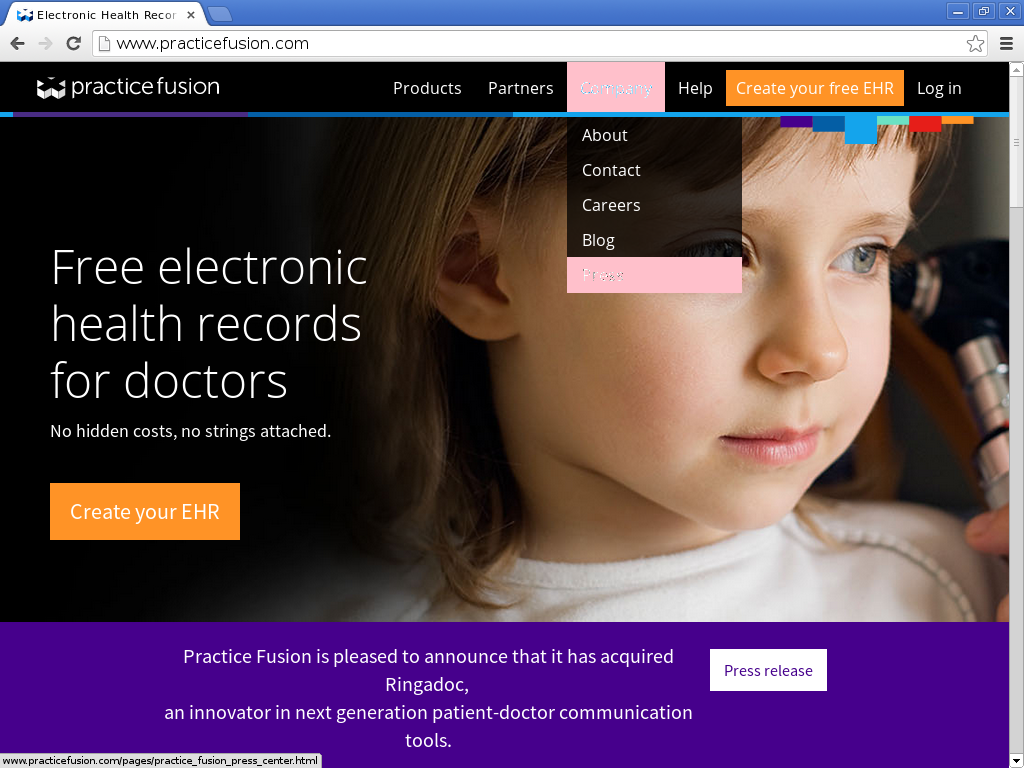 Electronic Health Recor
www.practicefusion.com
practice fusion
Products
Partners
Company
Help
Create your free EHR
Log in
About
Contact
Careers
Blog
Press
Free electronic
health records
for doctors
No hidden costs, no strings attached.
Create your EHR
Practice Fusion is pleased to announce that it has acquired
Ringadoc,
an innovator in next generation patient-doctor communication
tools.
Press release
www.practicefusion.com/pages/practice_fusion_press_center.html